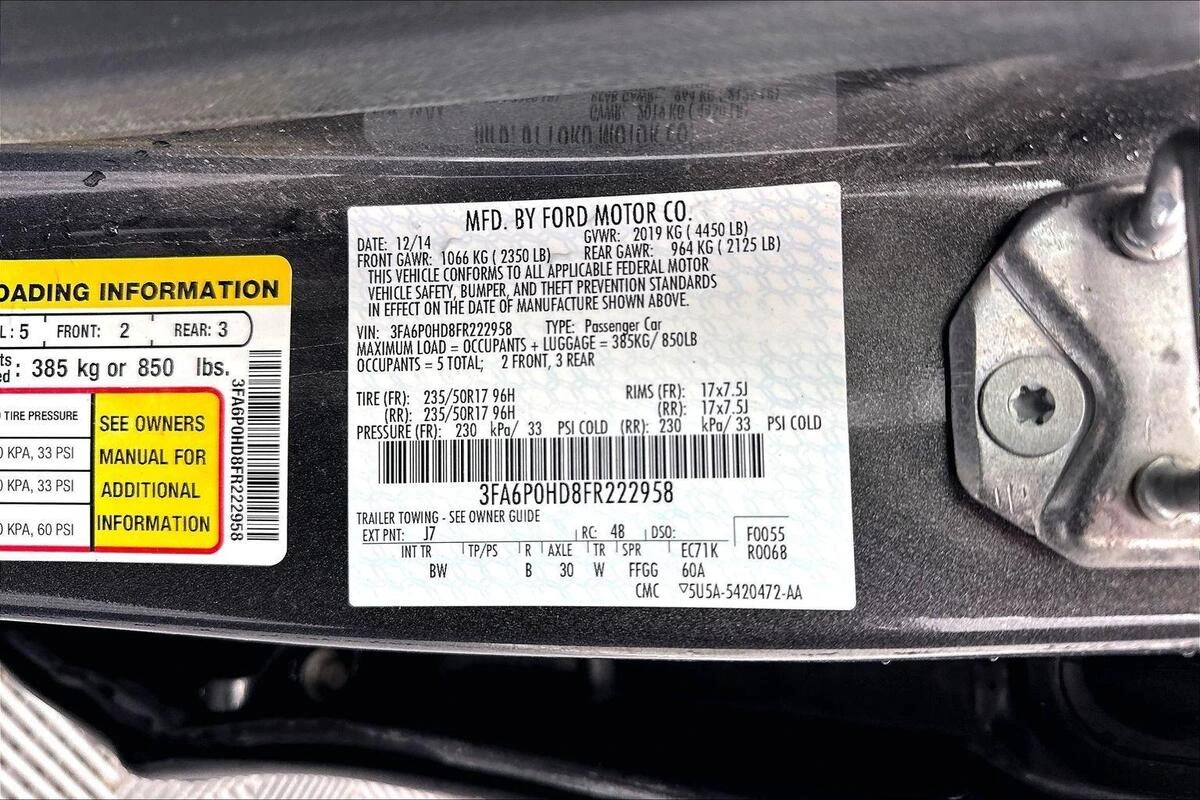 OADING INFORMATION
L: 5 FRONT: 2 REAR: 3
: 385 kg or 850 lbs.
TIRE PRESSURE
KPA, 33 PSI
KPA, 33 PSI
KPA, 60 PSI
SEE OWNERS
MANUAL FOR
ADDITIONAL
INFORMATION
3FA6P0HD8FR222958
MFD. BY FORD MOTOR CO.
DATE: 12/14 GVWR: 2019 KG ( 4450 LB)
FRONT GAWR: 1066 KG ( 2350 LB) REAR GAWR: 964 KG ( 2125 LB)
THIS VEHICLE CONFORMS TO ALL APPLICABLE FEDERAL MOTOR
VEHICLE SAFETY, BUMPER, AND THEFT PREVENTION STANDARDS
IN EFFECT ON THE DATE OF MANUFACTURE SHOWN ABOVE.
VIN: 3FA6P0HD8FR222958 TYPE: Passenger Car
MAXIMUM LOAD = OCCUPANTS + LUGGAGE = 385KG/ 850LB
OCCUPANTS = 5 TOTAL; 2 FRONT, 3 REAR
TIRE (FR): 235/50R17 96H RIMS (FR): 17x7.5J
(RR): 235/50R17 96H (RR): 17x7.5J
PRESSURE (FR): 230 kPa/ 33 PSI COLD (RR): 230 kPa/ 33 PSI COLD
3FA6P0HD8FR222958
TRAILER TOWING - SEE OWNER GUIDE
EXT PNT: J7 RC: 48 DSO: F0055
INT TR TP/PS R AXLE TR SPR EC71K R0068
BW B 30 W FFGG 60A
CMC ▽5U5A-5420472-AA